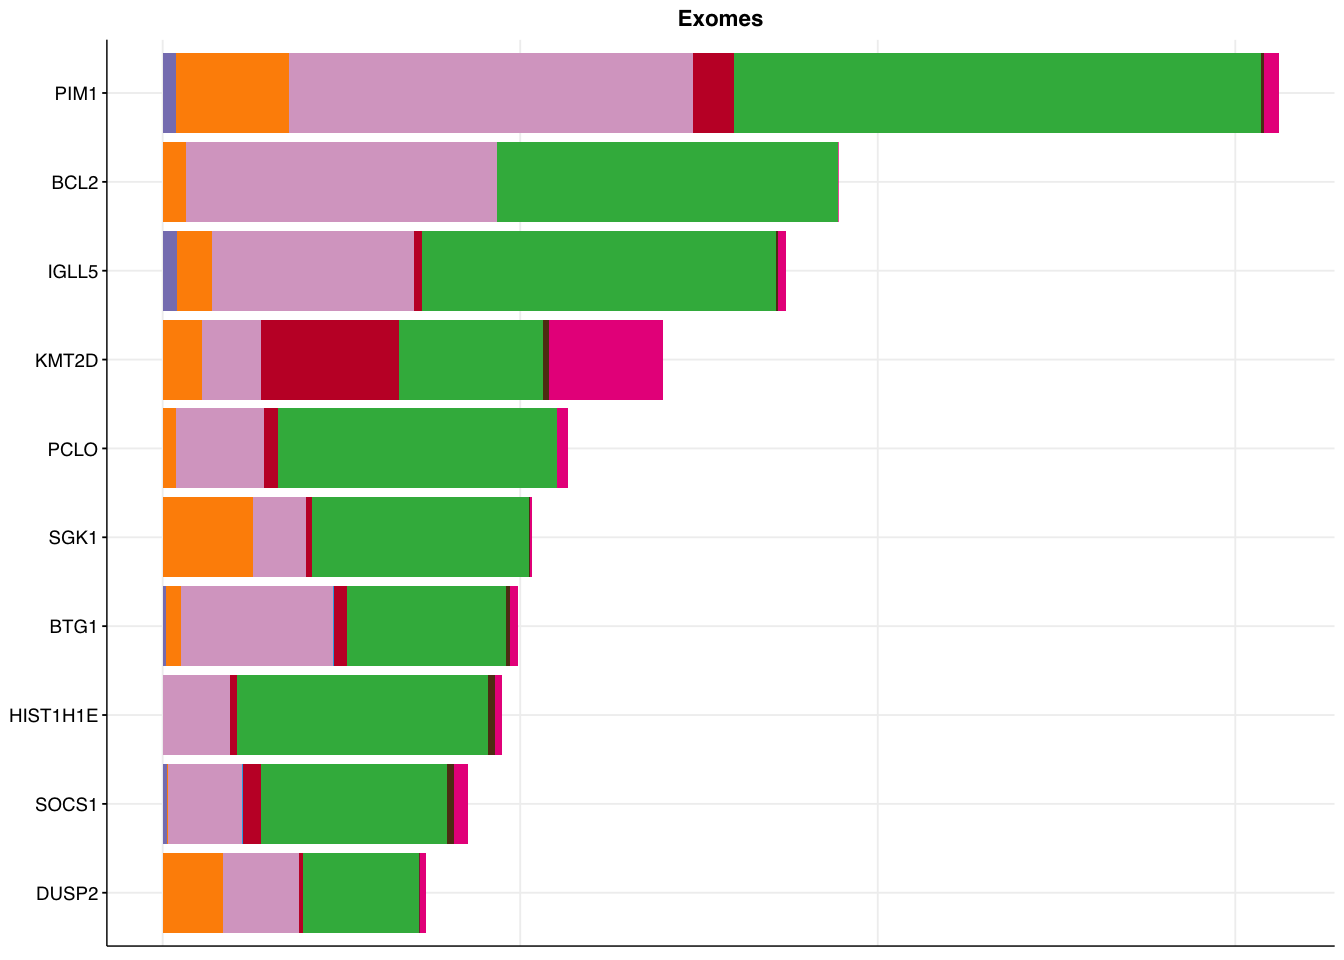 Exomes
PIM1
BCL2
IGLL5
KMT2D
PCLO
SGK1
BTG1
HIST1H1E
SOCS1
DUSP2